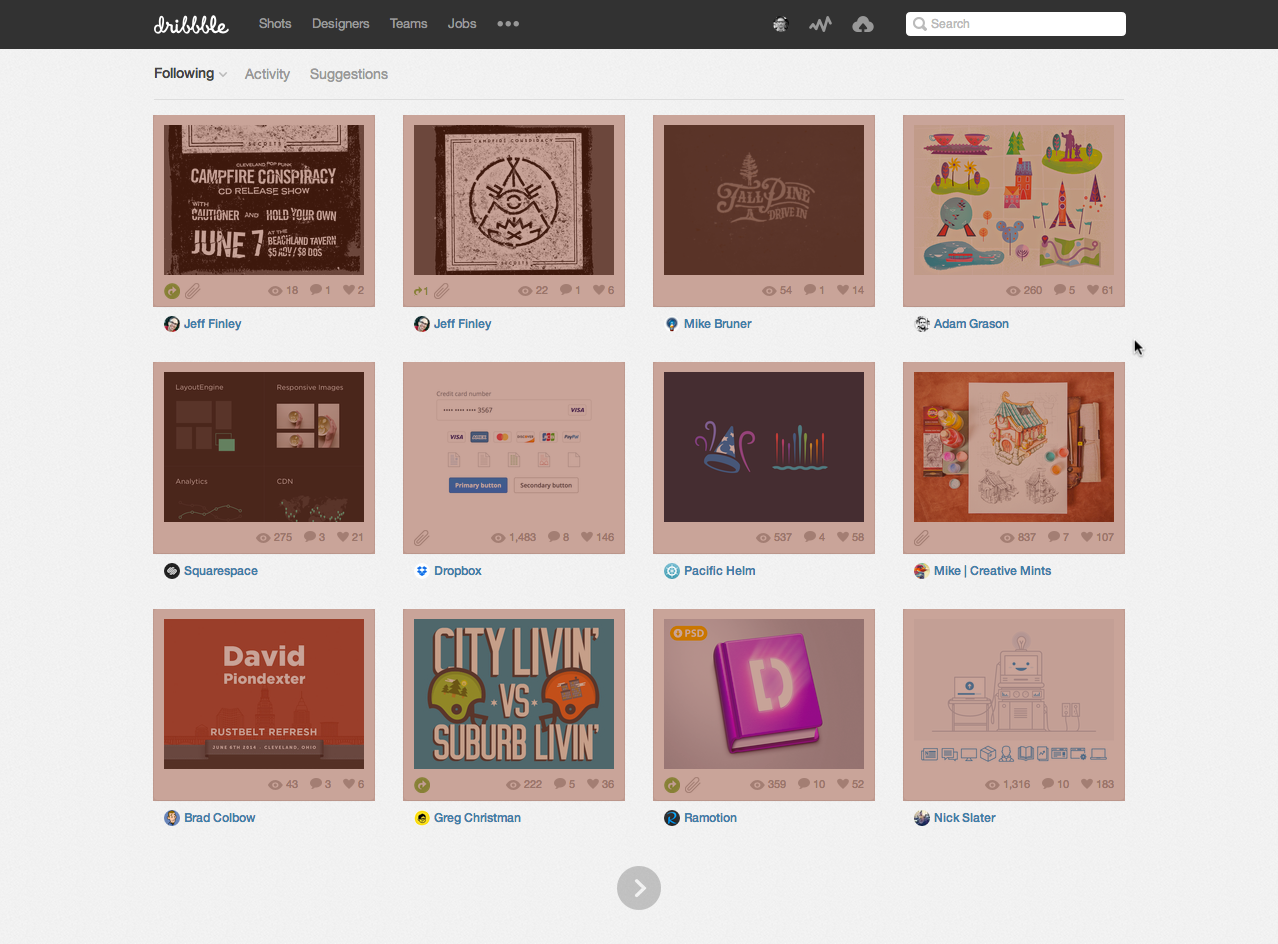 dribbble Shots Designers Teams Jobs ••• Search
Following Activity Suggestions
SECRETS
CLEVELAND POP PUNK
CAMPFIRE CONSPIRACY
CD RELEASE SHOW
WITH
CAUTIONER AND HOLD YOUR OWN
JUNE 7 AT THE
BEACHLAND TAVERN
$5 ADV / $8 DOS
18 1 2
Jeff Finley
CAMPFIRE CONSPIRACY
SECRETS
1 22 1 6
Jeff Finley
TALL PINE
DRIVE IN
54 1 14
Mike Bruner
260 5 61
Adam Grason
LayoutEngine Responsive Images
Analytics CDN
275 3 21
Squarespace
Credit card number
•••• •••• •••• 3567 VISA
VISA DISCOVER JCB PayPal
Primary button Secondary button
1,483 8 146
Dropbox
537 4 58
Pacific Helm
837 7 107
Mike | Creative Mints
David
Piondexter
RUSTBELT REFRESH
JUNE 6TH 2014 - CLEVELAND, OHIO
43 3 6
Brad Colbow
CITY LIVIN'
VS
SUBURB LIVIN'
222 5 36
Greg Christman
PSD
D
359 10 52
Ramotion
1,316 10 183
Nick Slater